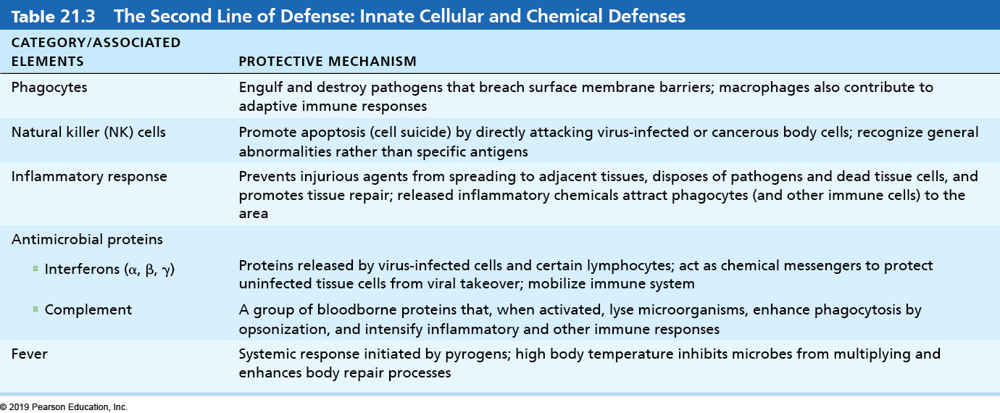 Table 21.3 The Second Line of Defense: Innate Cellular and Chemical Defenses
CATEGORY/ASSOCIATED
ELEMENTS
PROTECTIVE MECHANISM
Phagocytes
Engulf and destroy pathogens that breach surface membrane barriers; macrophages also contribute to
adaptive immune responses
Natural killer (NK) cells
Promote apoptosis (cell suicide) by directly attacking virus-infected or cancerous body cells; recognize general
abnormalities rather than specific antigens
Inflammatory response
Prevents injurious agents from spreading to adjacent tissues, disposes of pathogens and dead tissue cells, and
promotes tissue repair; released inflammatory chemicals attract phagocytes (and other immune cells) to the
area
Antimicrobial proteins
Interferons (α, β, γ)
Proteins released by virus-infected cells and certain lymphocytes; act as chemical messengers to protect
uninfected tissue cells from viral takeover; mobilize immune system
Complement
A group of bloodborne proteins that, when activated, lyse microorganisms, enhance phagocytosis by
opsonization, and intensify inflammatory and other immune responses
Fever
Systemic response initiated by pyrogens; high body temperature inhibits microbes from multiplying and
enhances body repair processes
© 2019 Pearson Education, Inc.